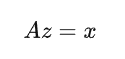 Az = x